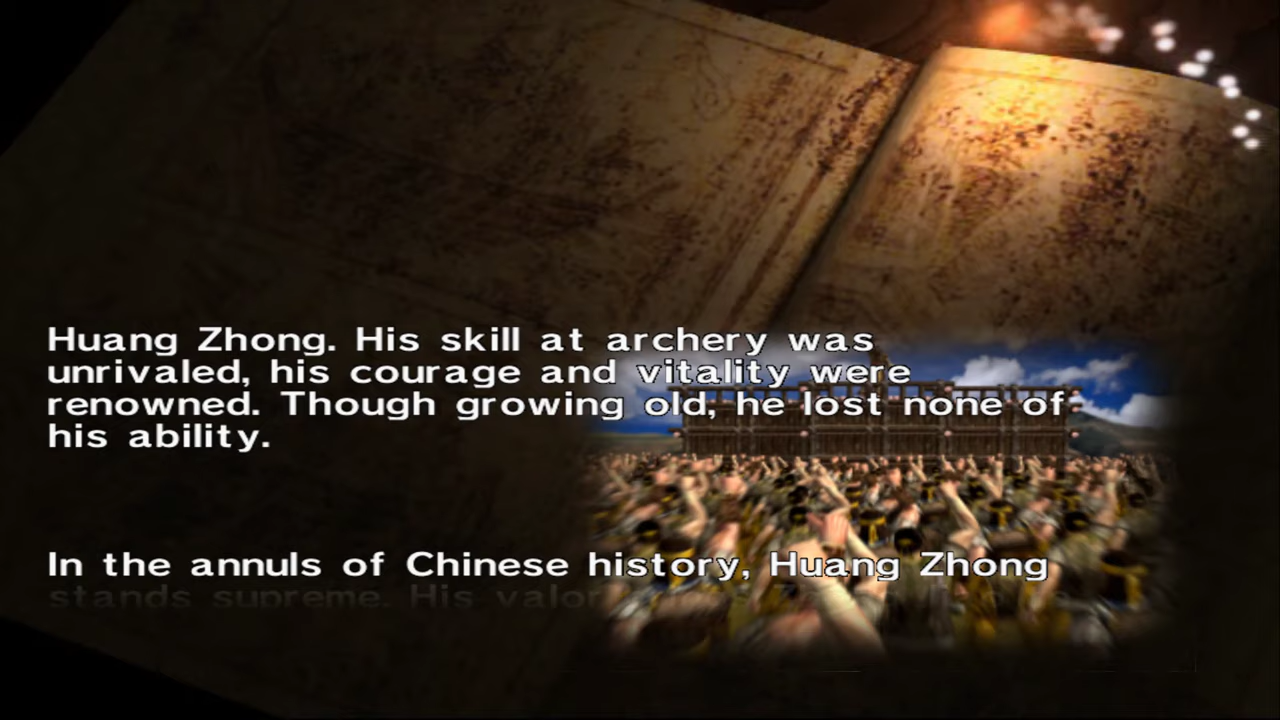 Huang Zhong. His skill at archery was
unrivaled, his courage and vitality were
renowned. Though growing old, he lost none of
his ability.
In the annuls of Chinese history, Huang Zhong
stands supreme. His valor